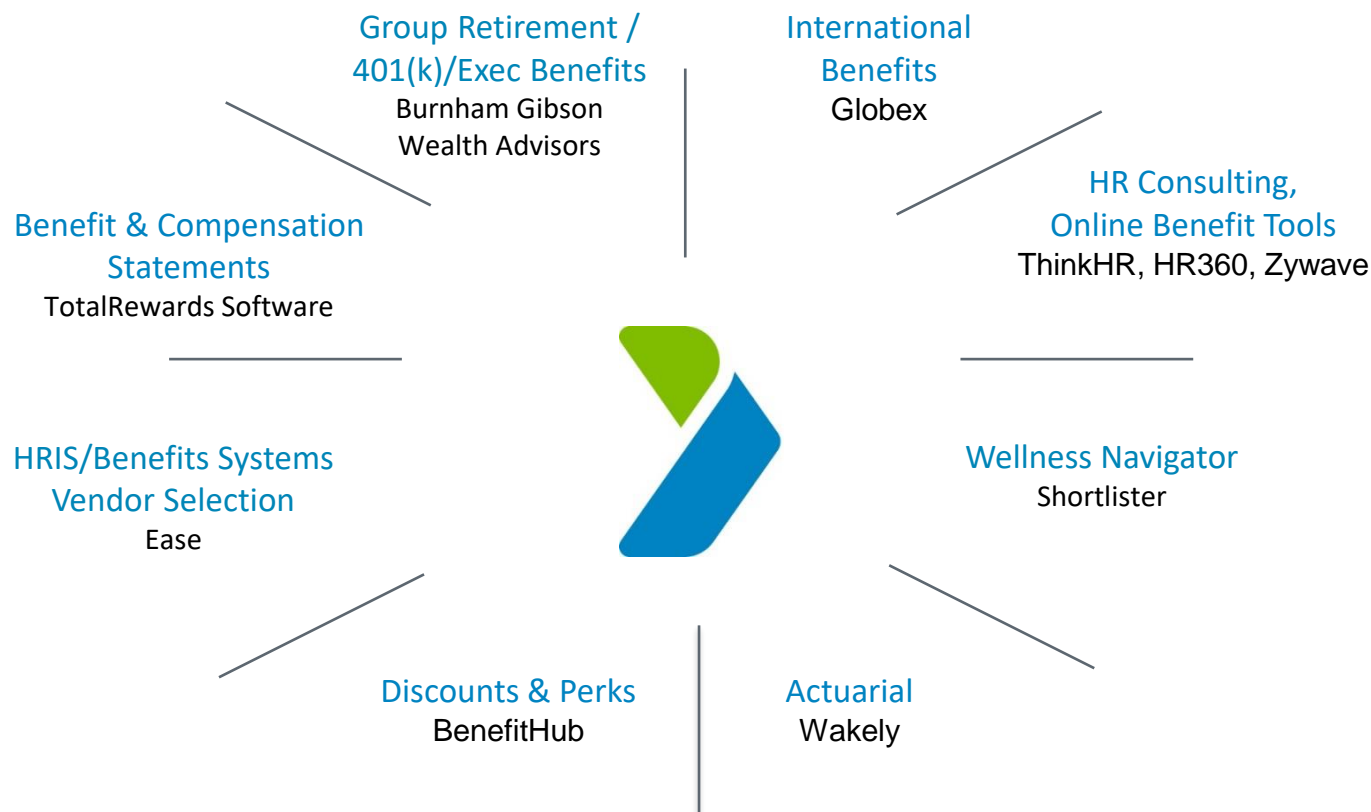 Group Retirement /
401(k)/Exec Benefits
Burnham Gibson
Wealth Advisors
International
Benefits
Globex
HR Consulting,
Online Benefit Tools
ThinkHR, HR360, Zywave
Benefit & Compensation
Statements
TotalRewards Software
HRIS/Benefits Systems
Vendor Selection
Ease
Wellness Navigator
Shortlister
Discounts & Perks
BenefitHub
Actuarial
Wakely